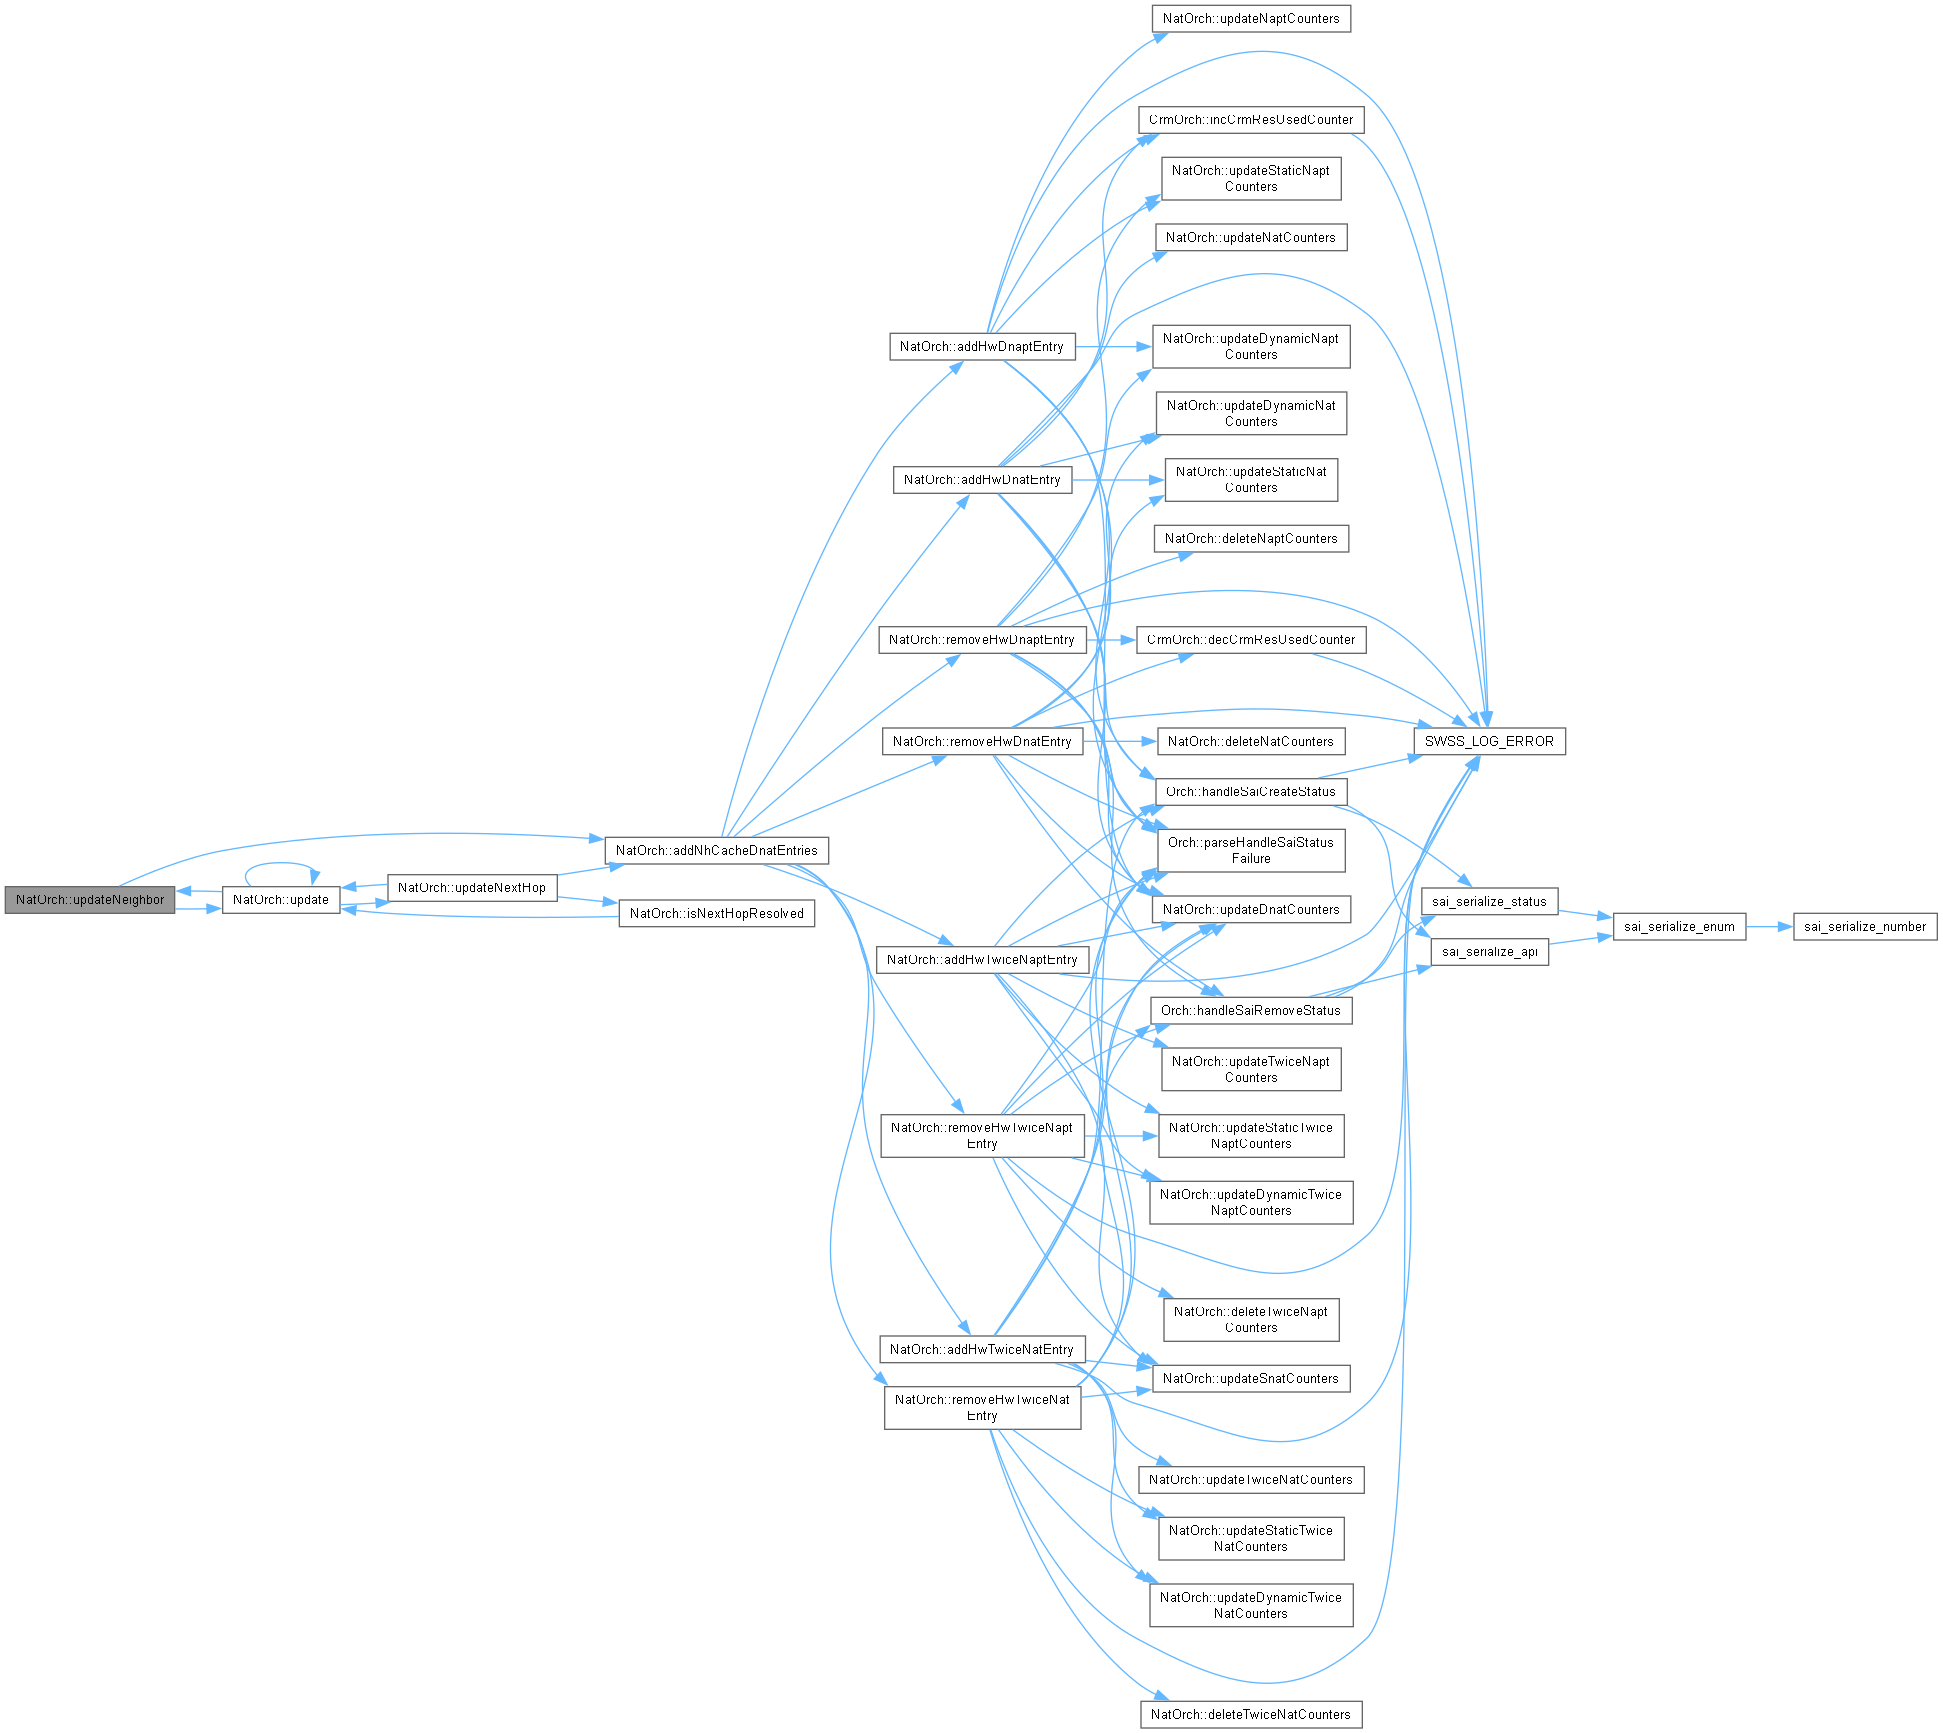 NatOrch::updateNeighbor
NatOrch::update
NatOrch::updateNextHop
NatOrch::addNhCacheDnatEntries
NatOrch::isNextHopResolved
NatOrch::addHwDnaptEntry
NatOrch::addHwDnatEntry
NatOrch::removeHwDnaptEntry
NatOrch::removeHwDnatEntry
NatOrch::addHwTwiceNaptEntry
NatOrch::removeHwTwiceNapt
Entry
NatOrch::addHwTwiceNatEntry
NatOrch::removeHwTwiceNat
Entry
NatOrch::updateNaptCounters
CrmOrch::incCrmResUsedCounter
NatOrch::updateStaticNapt
Counters
NatOrch::updateNatCounters
NatOrch::updateDynamicNapt
Counters
NatOrch::updateDynamicNat
Counters
NatOrch::updateStaticNat
Counters
NatOrch::deleteNaptCounters
CrmOrch::decCrmResUsedCounter
NatOrch::deleteNatCounters
Orch::handleSaiCreateStatus
Orch::parseHandleSaiStatus
Failure
NatOrch::updateDnatCounters
Orch::handleSaiRemoveStatus
NatOrch::updateTwiceNapt
Counters
NatOrch::updateStaticTwice
NaptCounters
NatOrch::updateDynamicTwice
NaptCounters
NatOrch::deleteTwiceNapt
Counters
NatOrch::updateSnatCounters
NatOrch::updateTwiceNatCounters
NatOrch::updateStaticTwice
NatCounters
NatOrch::updateDynamicTwice
NatCounters
NatOrch::deleteTwiceNatCounters
SWSS_LOG_ERROR
sai_serialize_status
sai_serialize_api
sai_serialize_enum
sai_serialize_number